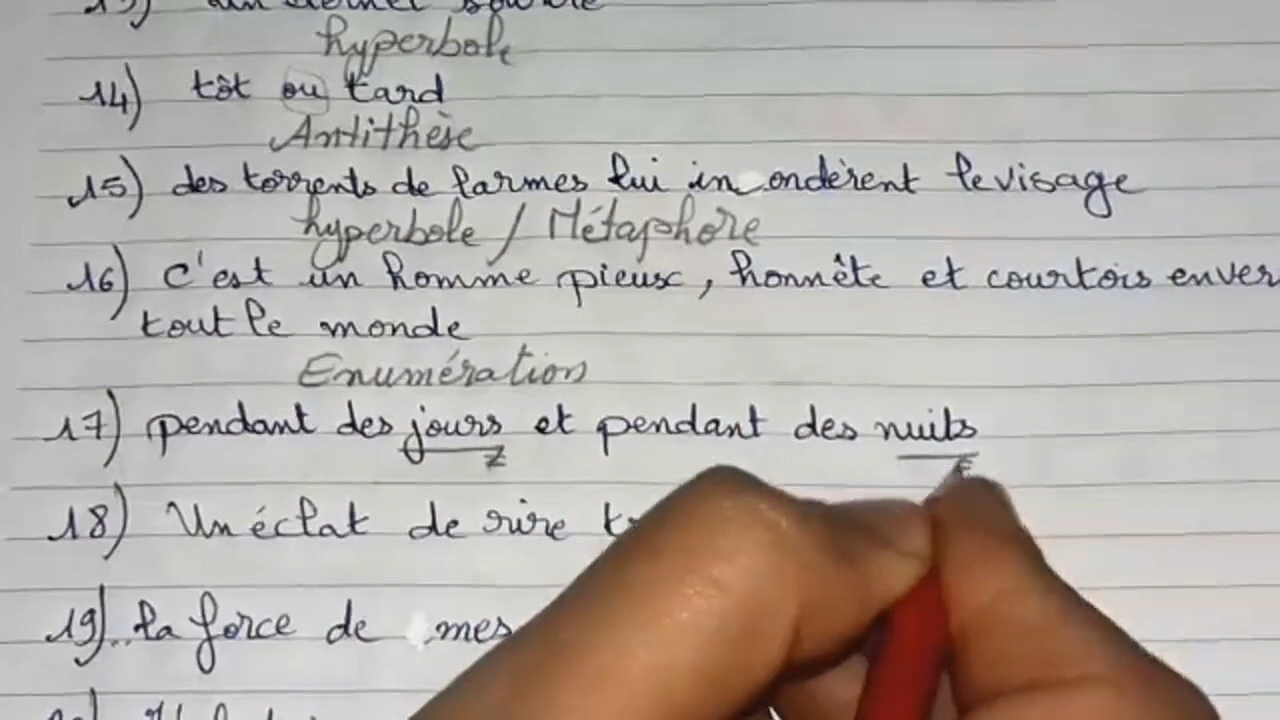 hyperbole
14) tôt ou tard
Antithèse
15) des torrents de larmes lui inondèrent le visage
hyperbole / Métaphore
16) C'est un homme pieux, honnête et courtois enver
tout le monde
Enumération
17) pendant des jours et pendant des nuits
18) Un éclat de rire
19) la force de mes